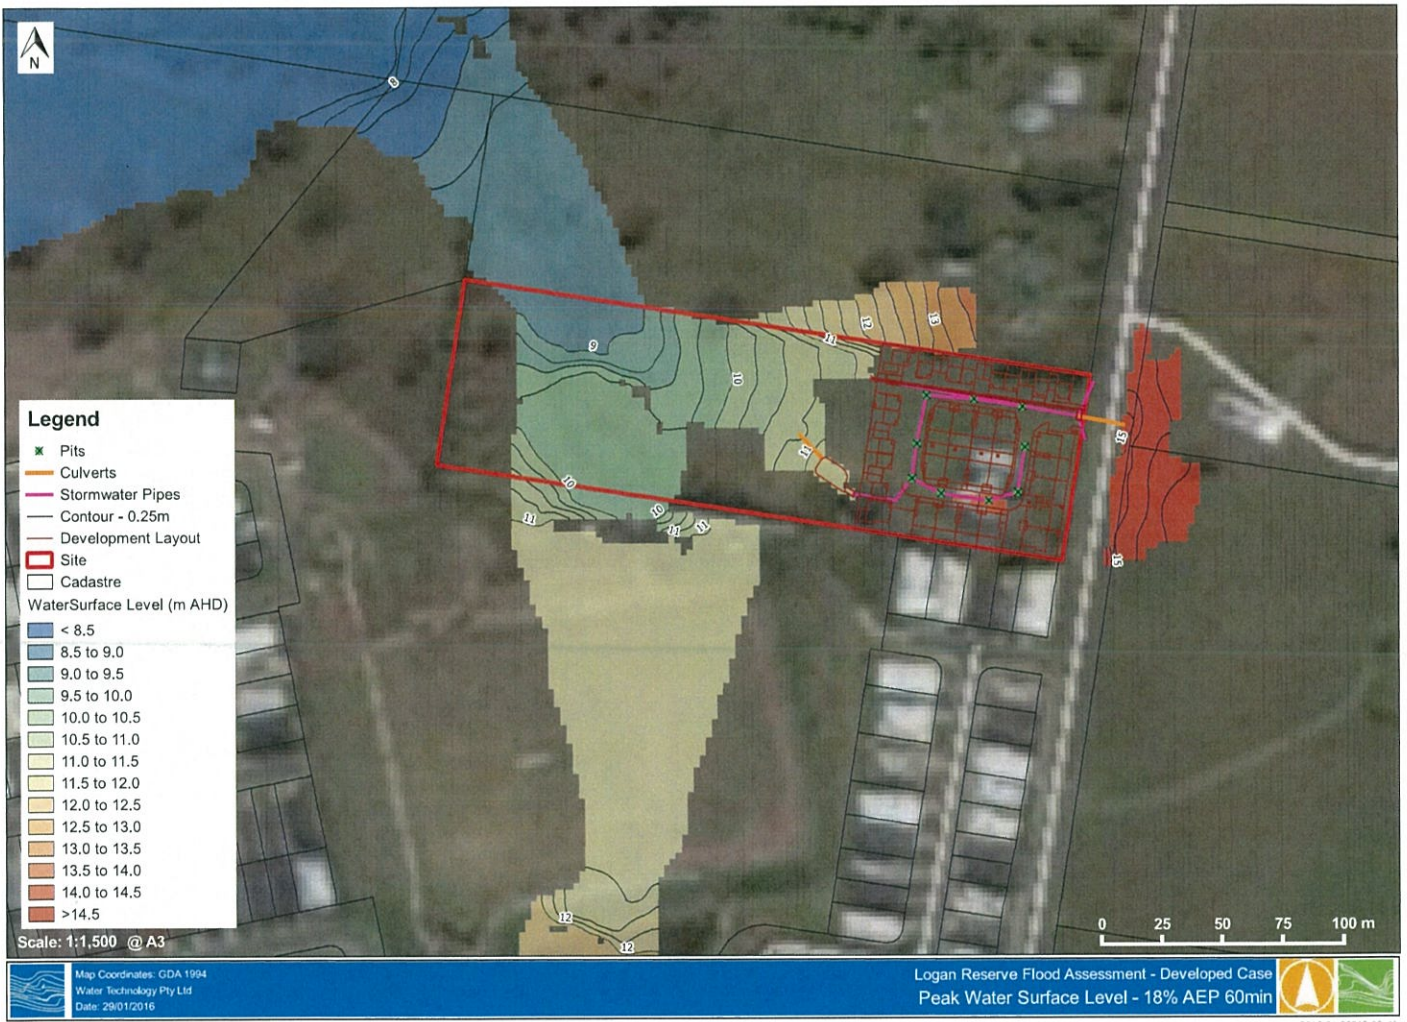 N
8
9
10
11
12
13
10
11
10
11
11
11
15
15
12
12
Legend
Pits
Culverts
Stormwater Pipes
Contour - 0.25m
Development Layout
Site
Cadastre
WaterSurface Level (m AHD)
< 8.5
8.5 to 9.0
9.0 to 9.5
9.5 to 10.0
10.0 to 10.5
10.5 to 11.0
11.0 to 11.5
11.5 to 12.0
12.0 to 12.5
12.5 to 13.0
13.0 to 13.5
13.5 to 14.0
14.0 to 14.5
>14.5
Scale: 1:1,500 @ A3
0 25 50 75 100 m
Map Coordinates: GDA 1994
Water Technology Pty Ltd
Date: 29/01/2016
Logan Reserve Flood Assessment - Developed Case
Peak Water Surface Level - 18% AEP 60min